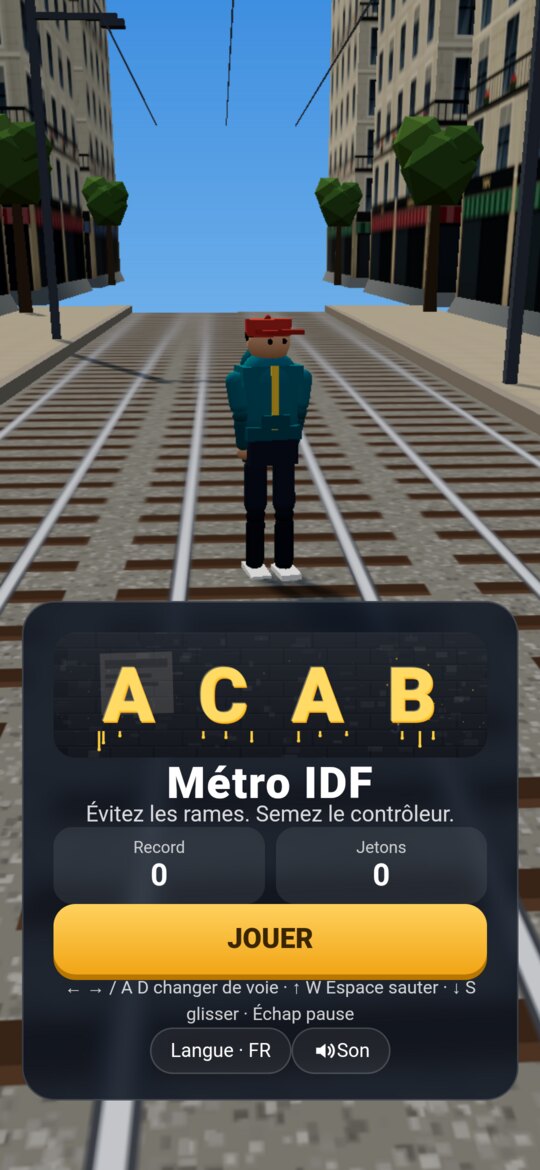 A C A B
Métro IDF
Évitez les rames. Semez le contrôleur.
Record
Jetons
0
0
JOUER
← → / A D changer de voie · ↑ W Espace sauter · ↓ S
glisser · Échap pause
Langue · FR
Son